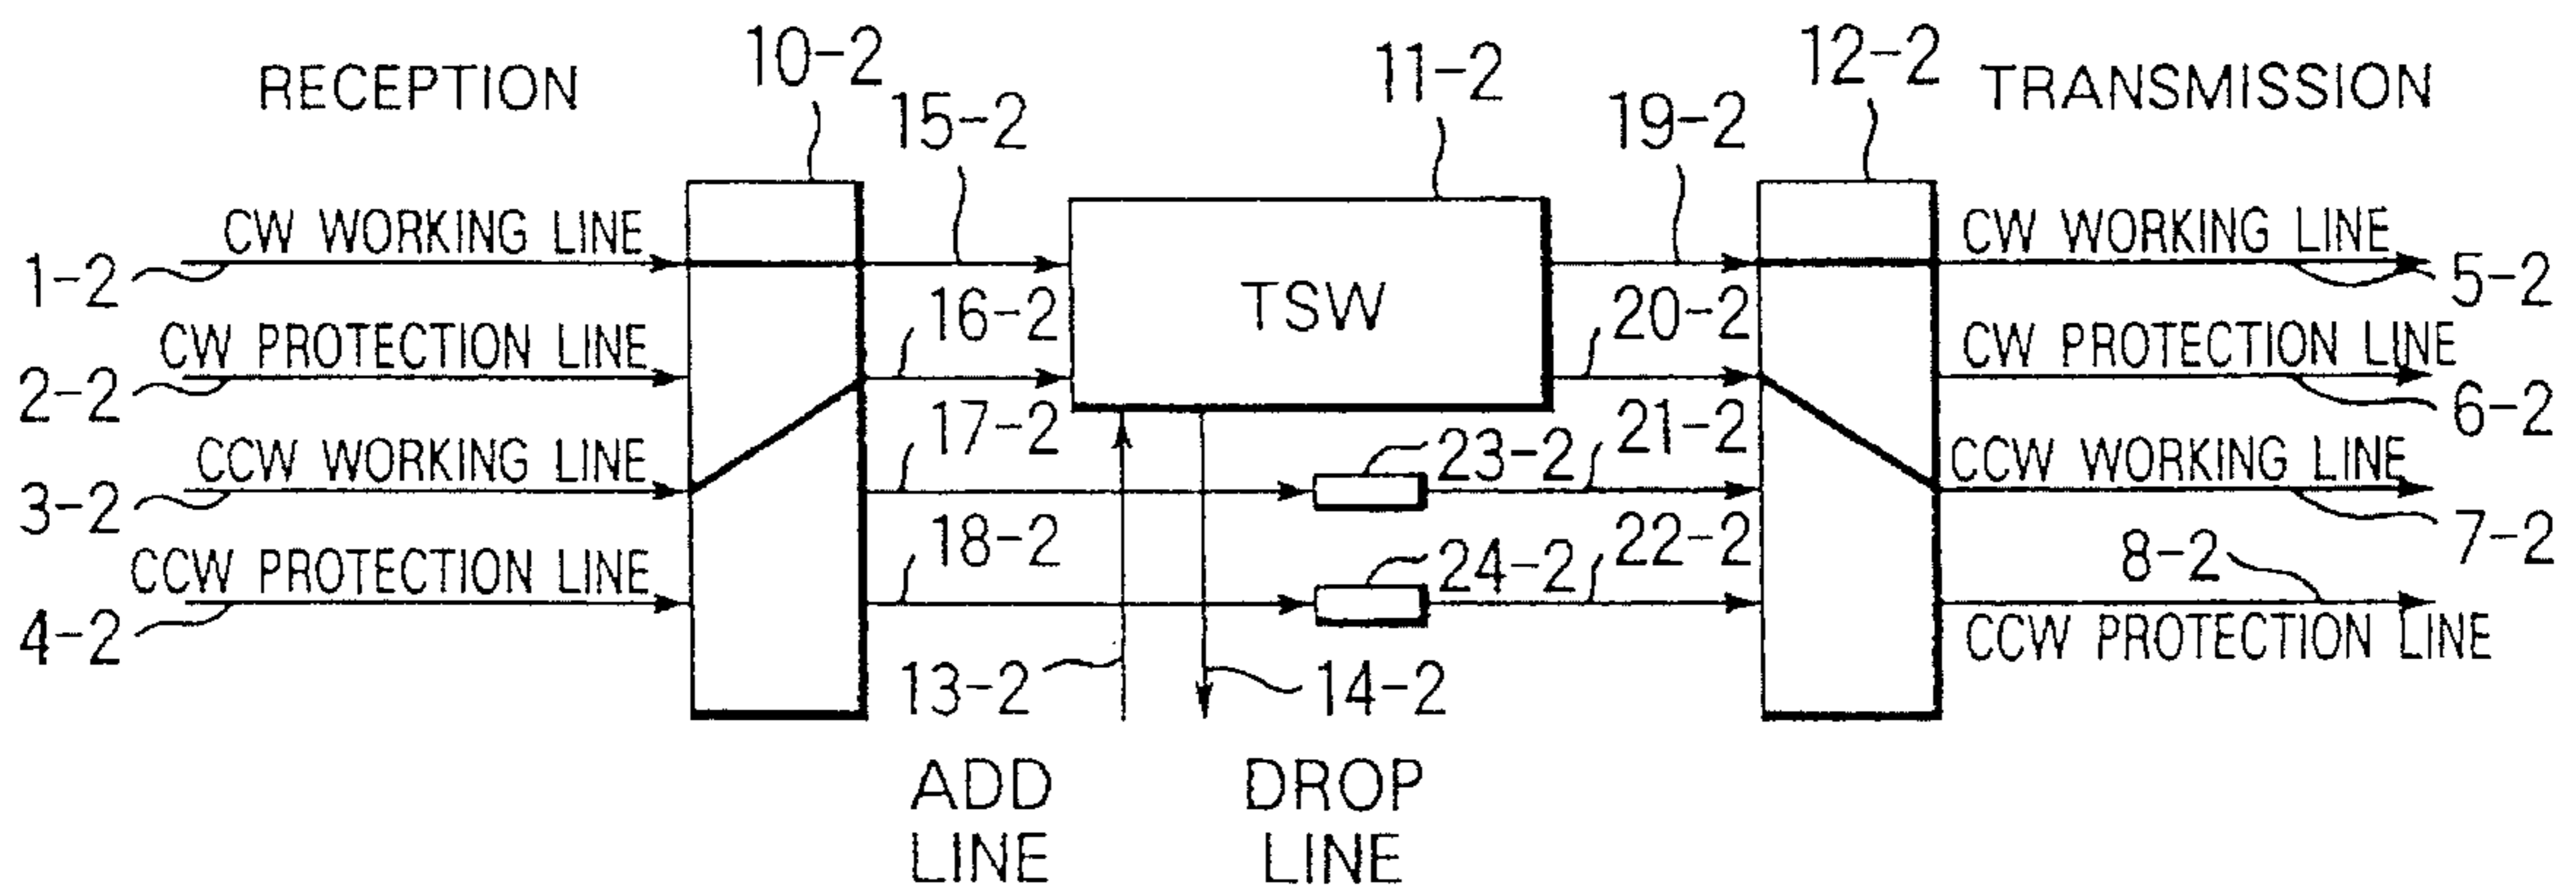 RECEPTION
10-2
15-2
11-2
19-2
12-2
TRANSMISSION
CW WORKING LINE
1-2
CW PROTECTION LINE
2-2
CCW WORKING LINE
3-2
CCW PROTECTION LINE
4-2
16-2
17-2
18-2
TSW
13-2
14-2
ADD
LINE
DROP
LINE
23-2
24-2
20-2
21-2
22-2
CW WORKING LINE
5-2
CW PROTECTION LINE
6-2
CCW WORKING LINE
7-2
8-2
CCW PROTECTION LINE